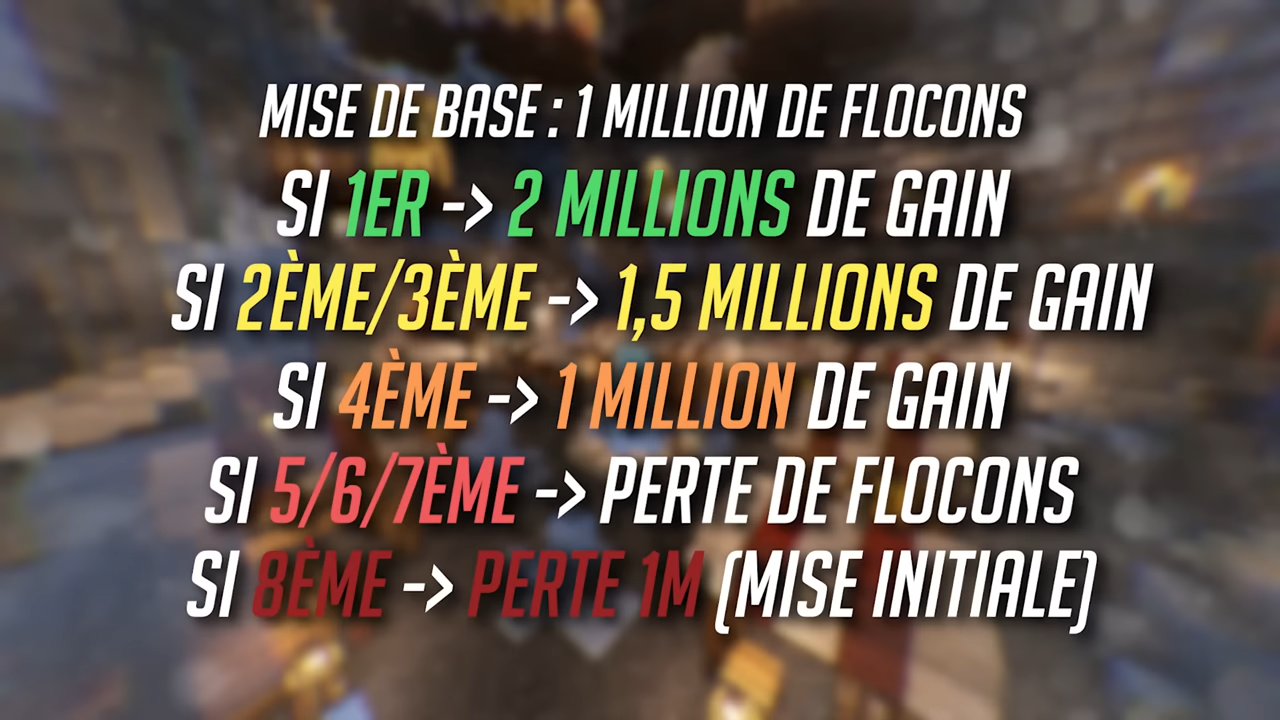 MISE DE BASE : 1 MILLION DE FLOCONS
SI 1ER -> 2 MILLIONS DE GAIN
SI 2ÈME/3ÈME -> 1,5 MILLIONS DE GAIN
SI 4ÈME -> 1 MILLION DE GAIN
SI 5/6/7ÈME -> PERTE DE FLOCONS
SI 8ÈME -> PERTE 1M (MISE INITIALE)